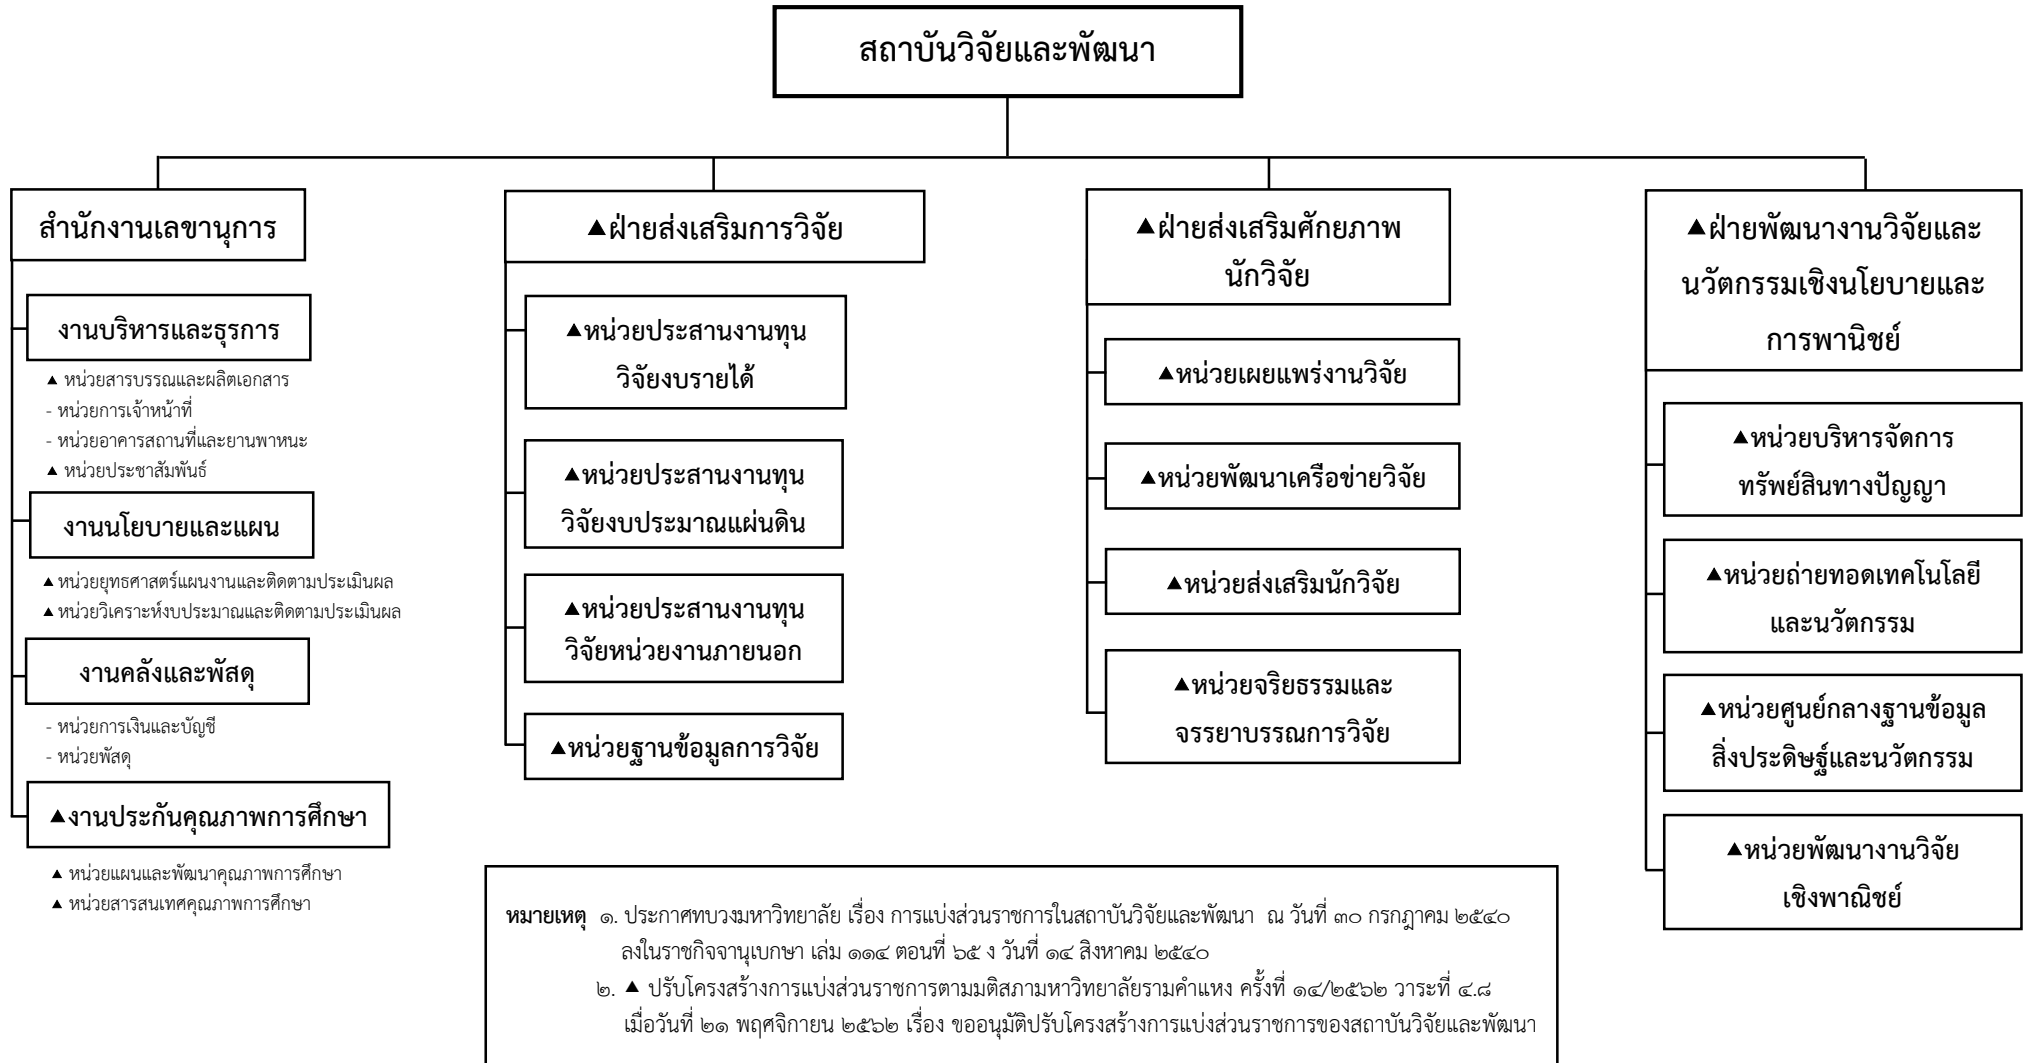 สถาบันวิจัยและพัฒนา
สำนักงานเลขานุการ
งานบริหารและธุรการ
▲ หน่วยสารบรรณและผลิตเอกสาร
- หน่วยการเจ้าหน้าที่
- หน่วยอาคารสถานที่และยานพาหนะ
▲ หน่วยประชาสัมพันธ์
งานนโยบายและแผน
▲ หน่วยยุทธศาสตร์แผนงานและติดตามประเมินผล
▲ หน่วยวิเคราะห์งบประมาณและติดตามประเมินผล
งานคลังและพัสดุ
- หน่วยการเงินและบัญชี
- หน่วยพัสดุ
▲งานประกันคุณภาพการศึกษา
▲ หน่วยแผนและพัฒนาคุณภาพการศึกษา
▲ หน่วยสารสนเทศคุณภาพการศึกษา
▲ฝ่ายส่งเสริมการวิจัย
▲หน่วยประสานงานทุน
วิจัยงบรายได้
▲หน่วยประสานงานทุน
วิจัยงบประมาณแผ่นดิน
▲หน่วยประสานงานทุน
วิจัยหน่วยงานภายนอก
▲หน่วยฐานข้อมูลการวิจัย
▲ฝ่ายส่งเสริมศักยภาพ
นักวิจัย
▲หน่วยเผยแพร่งานวิจัย
▲หน่วยพัฒนาเครือข่ายวิจัย
▲หน่วยส่งเสริมนักวิจัย
▲หน่วยจริยธรรมและ
จรรยาบรรณการวิจัย
▲ฝ่ายพัฒนางานวิจัยและ
นวัตกรรมเชิงนโยบายและ
การพานิชย์
▲หน่วยบริหารจัดการ
ทรัพย์สินทางปัญญา
▲หน่วยถ่ายทอดเทคโนโลยี
และนวัตกรรม
▲หน่วยศูนย์กลางฐานข้อมูล
สิ่งประดิษฐ์และนวัตกรรม
▲หน่วยพัฒนางานวิจัย
เชิงพาณิชย์
หมายเหตุ ๑. ประกาศทบวงมหาวิทยาลัย เรื่อง การแบ่งส่วนราชการในสถาบันวิจัยและพัฒนา ณ วันที่ ๓๐ กรกฎาคม ๒๕๔๐
ลงในราชกิจจานุเบกษา เล่ม ๑๑๔ ตอนที่ ๖๕ ง วันที่ ๑๔ สิงหาคม ๒๕๔๐
๒. ▲ ปรับโครงสร้างการแบ่งส่วนราชการตามมติสภามหาวิทยาลัยรามคำแหง ครั้งที่ ๑๔/๒๕๖๒ วาระที่ ๔.๘
เมื่อวันที่ ๒๑ พฤศจิกายน ๒๕๖๒ เรื่อง ขออนุมัติปรับโครงสร้างการแบ่งส่วนราชการของสถาบันวิจัยและพัฒนา